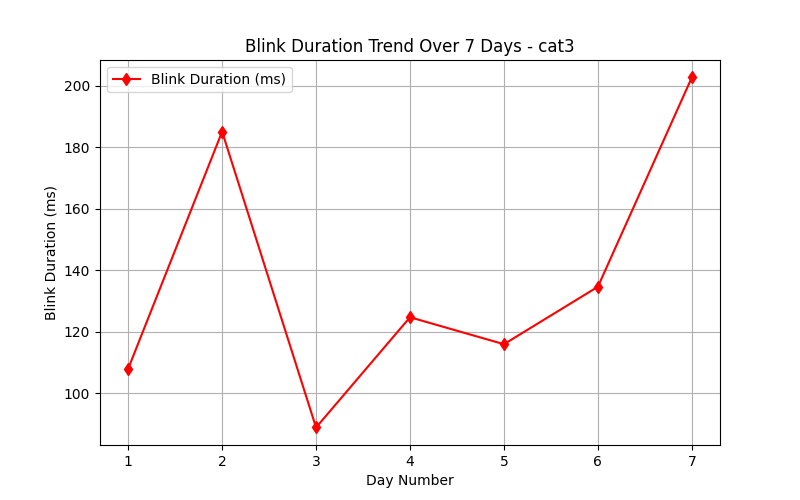 Blink Duration Trend Over 7 Days - cat3
Blink Duration (ms)
200
180
160
140
120
100
Blink Duration (ms)
1 2 3 4 5 6 7
Day Number